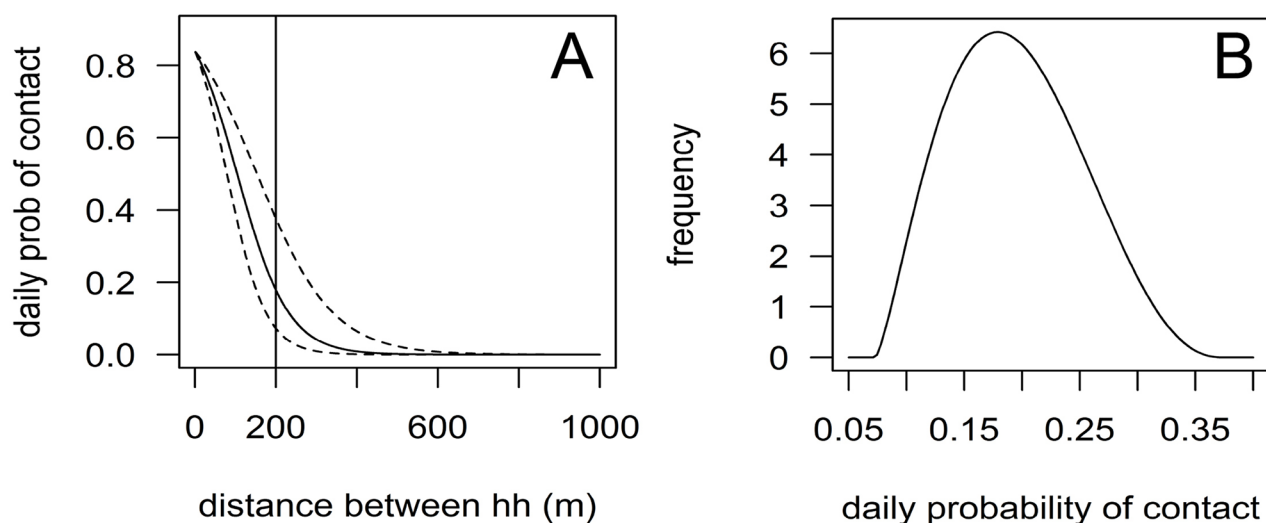 A
daily prob of contact
0.8
0.6
0.4
0.2
0.0
0 200 600 1000
distance between hh (m)
B
frequency
6
5
4
3
2
1
0
0.05 0.15 0.25 0.35
daily probability of contact